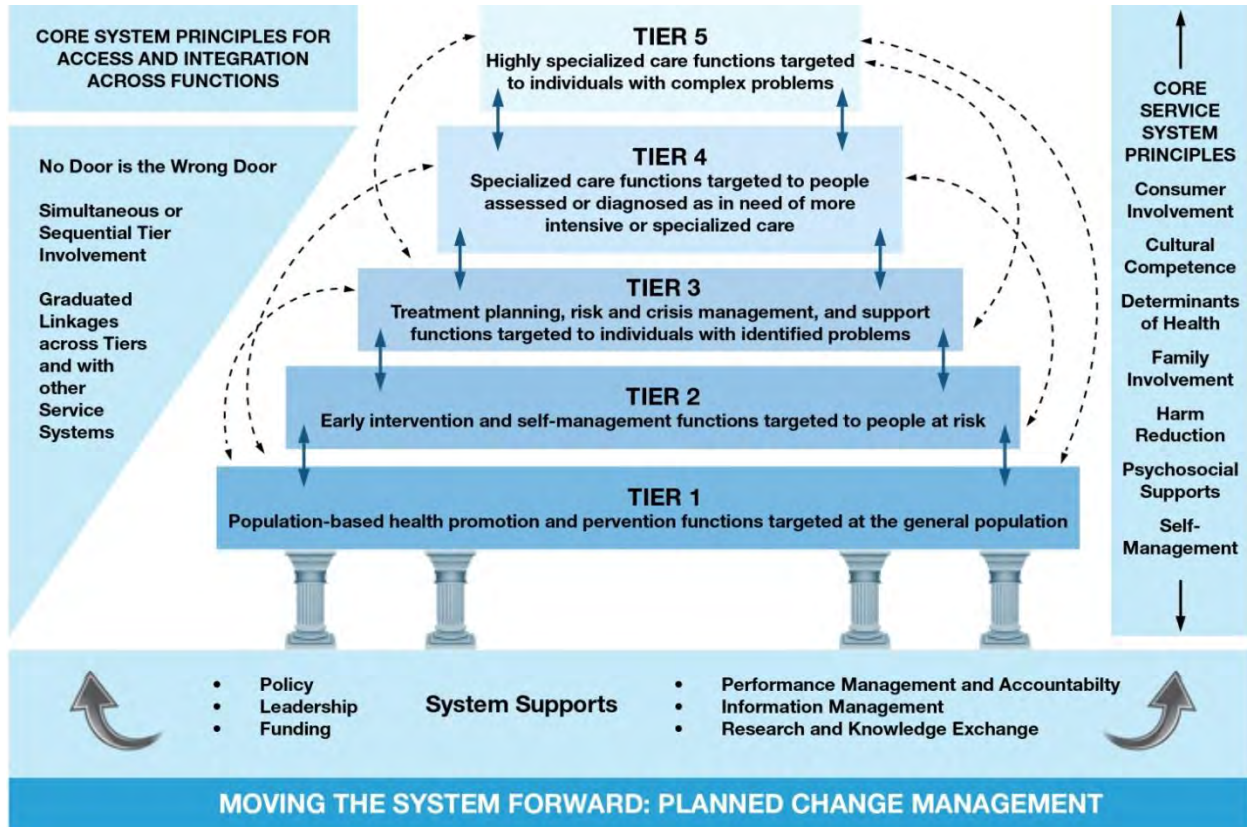 CORE SYSTEM PRINCIPLES FOR
ACCESS AND INTEGRATION
ACROSS FUNCTIONS
No Door is the Wrong Door
Simultaneous or
Sequential Tier
Involvement
Graduated
Linkages
across Tiers
and with
other
Service
Systems
TIER 5
Highly specialized care functions targeted
to individuals with complex problems
TIER 4
Specialized care functions targeted to people
assessed or diagnosed as in need of more
intensive or specialized care
TIER 3
Treatment planning, risk and crisis management, and support
functions targeted to individuals with identified problems
TIER 2
Early intervention and self-management functions targeted to people at risk
TIER 1
Population-based health promotion and pervention functions targeted at the general population
CORE
SERVICE
SYSTEM
PRINCIPLES
Consumer
Involvement
Cultural
Competence
Determinants
of Health
Family
Involvement
Harm
Reduction
Psychosocial
Supports
Self-
Management
• Policy
• Leadership
• Funding
System Supports
• Performance Management and Accountabilty
• Information Management
• Research and Knowledge Exchange
MOVING THE SYSTEM FORWARD: PLANNED CHANGE MANAGEMENT